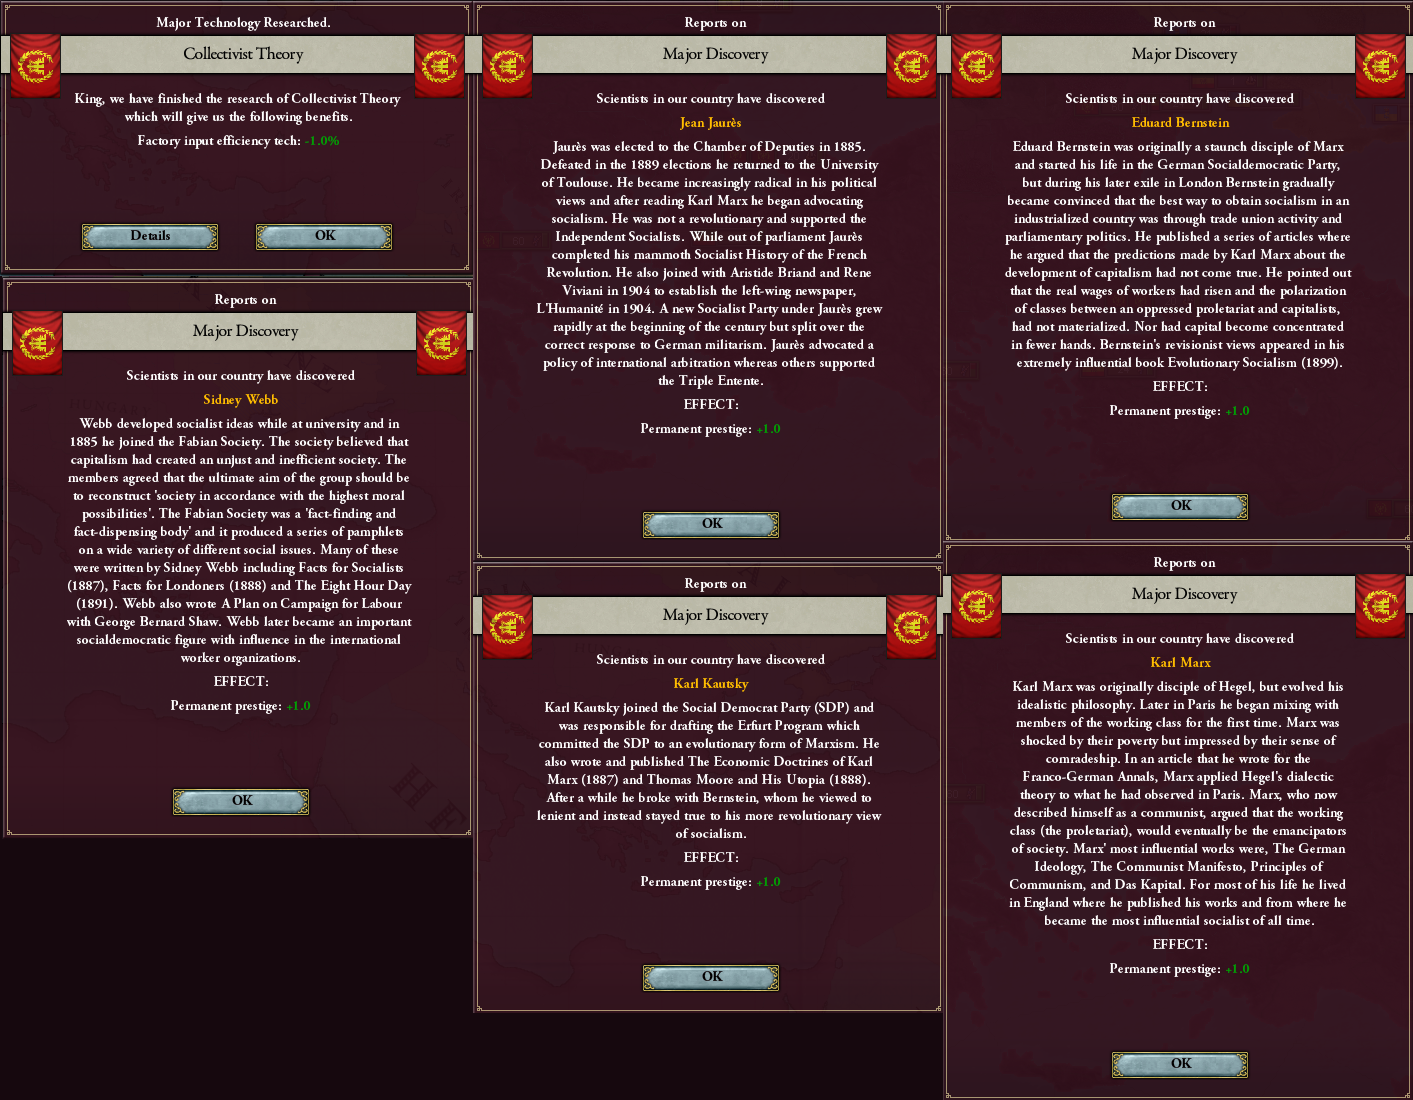 Major Technology Researched.
Collectivist Theory
King, we have finished the research of Collectivist Theory
which will give us the following benefits.
Factory input efficiency tech: -1.0%
Details
OK
Reports on
Major Discovery
Scientists in our country have discovered
Sidney Webb
Webb developed socialist ideas while at university and in
1885 he joined the Fabian Society. The society believed that
capitalism had created an unjust and inefficient society. The
members agreed that the ultimate aim of the group should be
to reconstruct 'society in accordance with the highest moral
possibilities'. The Fabian Society was a 'fact-finding and
fact-dispensing body' and it produced a series of pamphlets
on a wide variety of different social issues. Many of these
were written by Sidney Webb including Facts for Socialists
(1887), Facts for Londoners (1888) and The Eight Hour Day
(1891). Webb also wrote A Plan on Campaign for Labour
with George Bernard Shaw. Webb later became an important
socialdemocratic figure with influence in the international
worker organizations.
EFFECT:
Permanent prestige: +1.0
OK
Reports on
Major Discovery
Scientists in our country have discovered
Jean Jaurès
Jaurès was elected to the Chamber of Deputies in 1885.
Defeated in the 1889 elections he returned to the University
of Toulouse. He became increasingly radical in his political
views and after reading Karl Marx he began advocating
socialism. He was not a revolutionary and supported the
Independent Socialists. While out of parliament Jaurès
completed his mammoth Socialist History of the French
Revolution. He also joined with Aristide Briand and Rene
Viviani in 1904 to establish the left-wing newspaper,
L'Humanité in 1904. A new Socialist Party under Jaurès grew
rapidly at the beginning of the century but split over the
correct response to German militarism. Jaurès advocated a
policy of international arbitration whereas others supported
the Triple Entente.
EFFECT:
Permanent prestige: +1.0
OK
Reports on
Major Discovery
Scientists in our country have discovered
Karl Kautsky
Karl Kautsky joined the Social Democrat Party (SDP) and
was responsible for drafting the Erfurt Program which
committed the SDP to an evolutionary form of Marxism. He
also wrote and published The Economic Doctrines of Karl
Marx (1887) and Thomas Moore and His Utopia (1888).
After a while he broke with Bernstein, whom he viewed to
lenient and instead stayed true to his more revolutionary view
of socialism.
EFFECT:
Permanent prestige: +1.0
OK
Reports on
Major Discovery
Scientists in our country have discovered
Eduard Bernstein
Eduard Bernstein was originally a staunch disciple of Marx
and started his life in the German Socialdemocratic Party,
but during his later exile in London Bernstein gradually
became convinced that the best way to obtain socialism in an
industrialized country was through trade union activity and
parliamentary politics. He published a series of articles where
he argued that the predictions made by Karl Marx about the
development of capitalism had not come true. He pointed out
that the real wages of workers had risen and the polarization
of classes between an oppressed proletariat and capitalists,
had not materialized. Nor had capital become concentrated
in fewer hands. Bernstein's revisionist views appeared in his
extremely influential book Evolutionary Socialism (1899).
EFFECT:
Permanent prestige: +1.0
OK
Reports on
Major Discovery
Scientists in our country have discovered
Karl Marx
Karl Marx was originally disciple of Hegel, but evolved his
idealistic philosophy. Later in Paris he began mixing with
members of the working class for the first time. Marx was
shocked by their poverty but impressed by their sense of
comradeship. In an article that he wrote for the
Franco-German Annals, Marx applied Hegel's dialectic
theory to what he had observed in Paris. Marx, who now
described himself as a communist, argued that the working
class (the proletariat), would eventually be the emancipators
of society. Marx' most influential works were, The German
Ideology, The Communist Manifesto, Principles of
Communism, and Das Kapital. For most of his life he lived
in England where he published his works and from where he
became the most influential socialist of all time.
EFFECT:
Permanent prestige: +1.0
OK